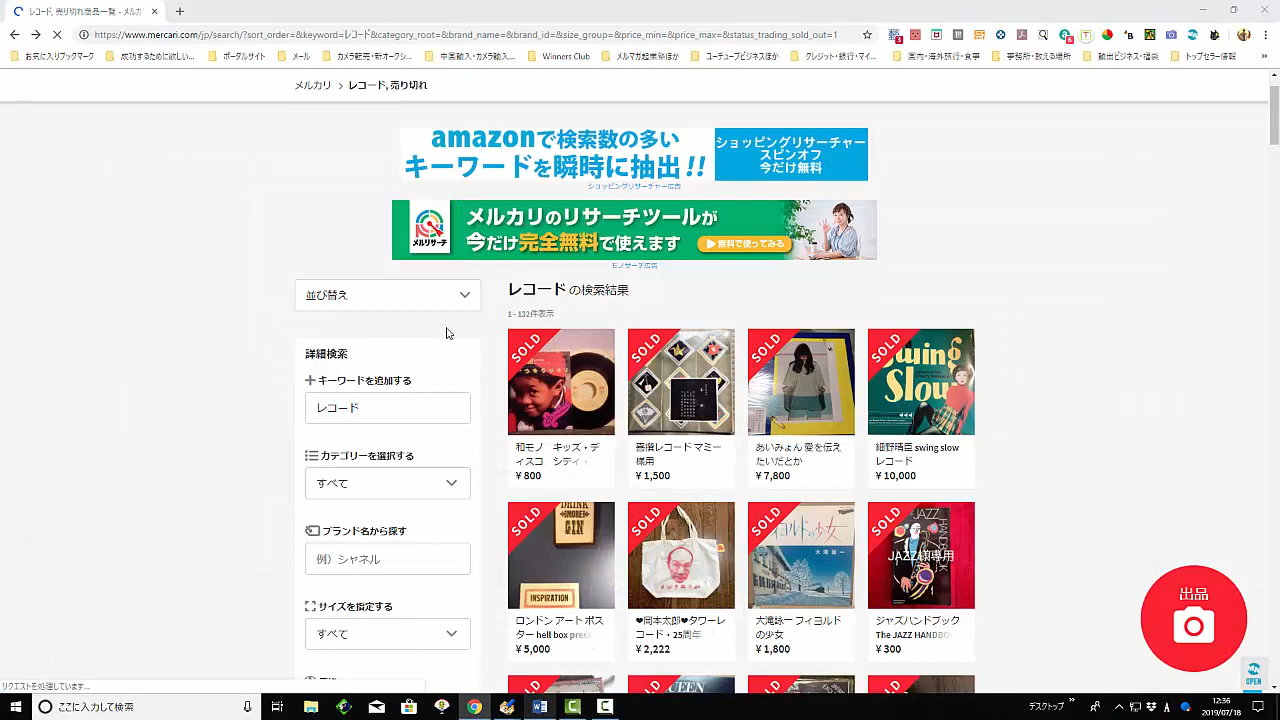 レコード, 売り切れ商品一覧 - メルカ
https://www.mercari.com/jp/search/?sort_order=&keyword=レコード&category_root=&brand_name=&brand_id=&size_group=&price_min=&price_max=&status_trading_sold_out=1
お気に入りブックマーク 成功するために欲しい... ポータルサイト メール カメラ転売・新トークシ... 中国輸入・カメラ輸入... Winners Club メルマガ起業塾ほか ユーチューブビジネスほか クレジット・銀行・マイ... 国内・海外旅行・食事 事務所・教える場所 輸出ビジネス・福袋 トップセラー情報
メルカリ > レコード, 売り切れ
amazonで検索数の多い
キーワードを瞬時に抽出!!
ショッピングリサーチャー
スピンオフ
今だけ無料
ショッピングリサーチャー広告
メルリサーチ
メルカリのリサーチツールが
今だけ完全無料で使えます
無料で使ってみる
モノサーチ広告
並び替え
レコード の検索結果
1 - 132件表示
詳細検索
キーワードを追加する
レコード
カテゴリーを選択する
すべて
ブランド名から探す
例）シャネル
サイズを指定する
すべて
SOLD SOLD SOLD SOLD
和モノ キッズ・デ
ィスコ シティ・
¥ 800
喜撰レコード マミー
様用
¥ 1,500
あいみょん 愛を伝え
たいだとか
¥ 7,800
swing
Slow
細野晴臣 swing slow
レコード
¥ 10,000
SOLD SOLD SOLD SOLD
DRINK
MORE
GIN
INSPIRATION
ロンドン アート ポス
ター hell box press
¥ 5,000
❤岡本太郎❤タワーレ
コード・25周年
¥ 2,222
大滝詠一
大滝詠一 フィヨルド
の少女
¥ 1,800
JAZZ
HANDBOOK
JAZZ様専用
ジャズハンドブック
The JAZZ HANDBO
¥ 300
QUEEN
出品
OPEN
リクエストを処理しています...
ここに入力して検索
デスクトップ
12:36
2019/07/18